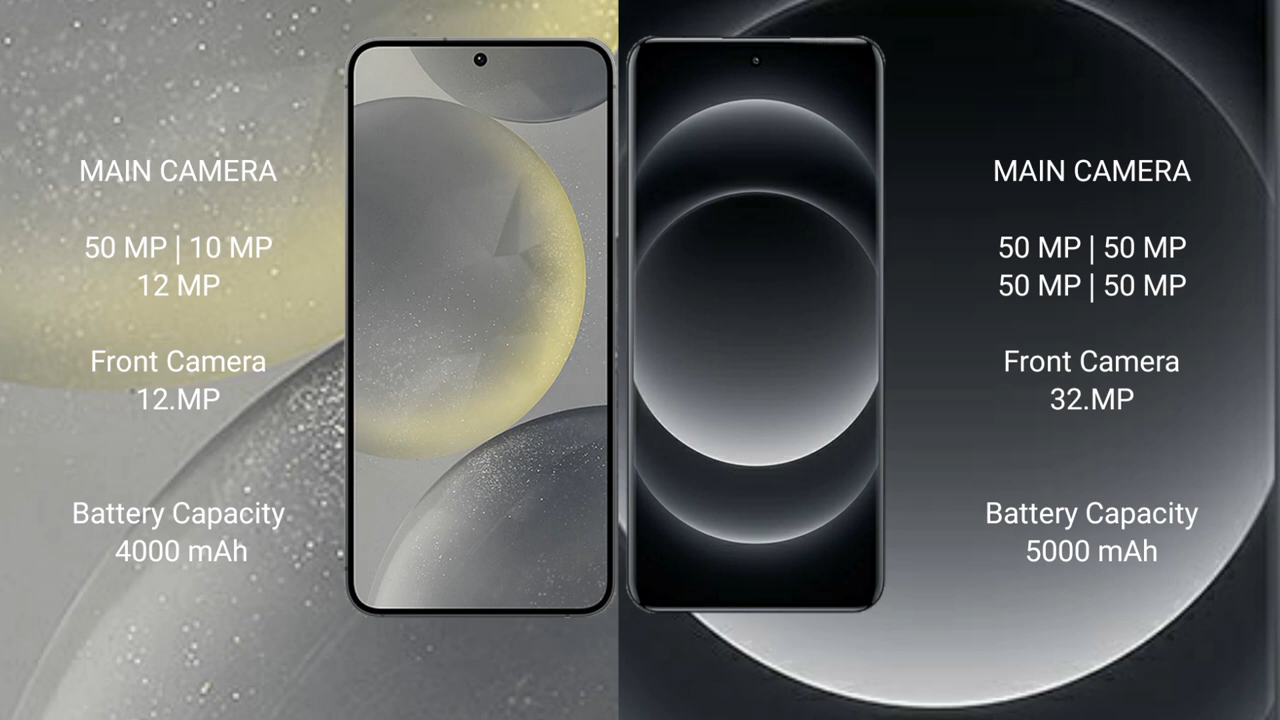 MAIN CAMERA
50 MP | 10 MP
12 MP
Front Camera
12.MP
Battery Capacity
4000 mAh
MAIN CAMERA
50 MP | 50 MP
50 MP | 50 MP
Front Camera
32.MP
Battery Capacity
5000 mAh